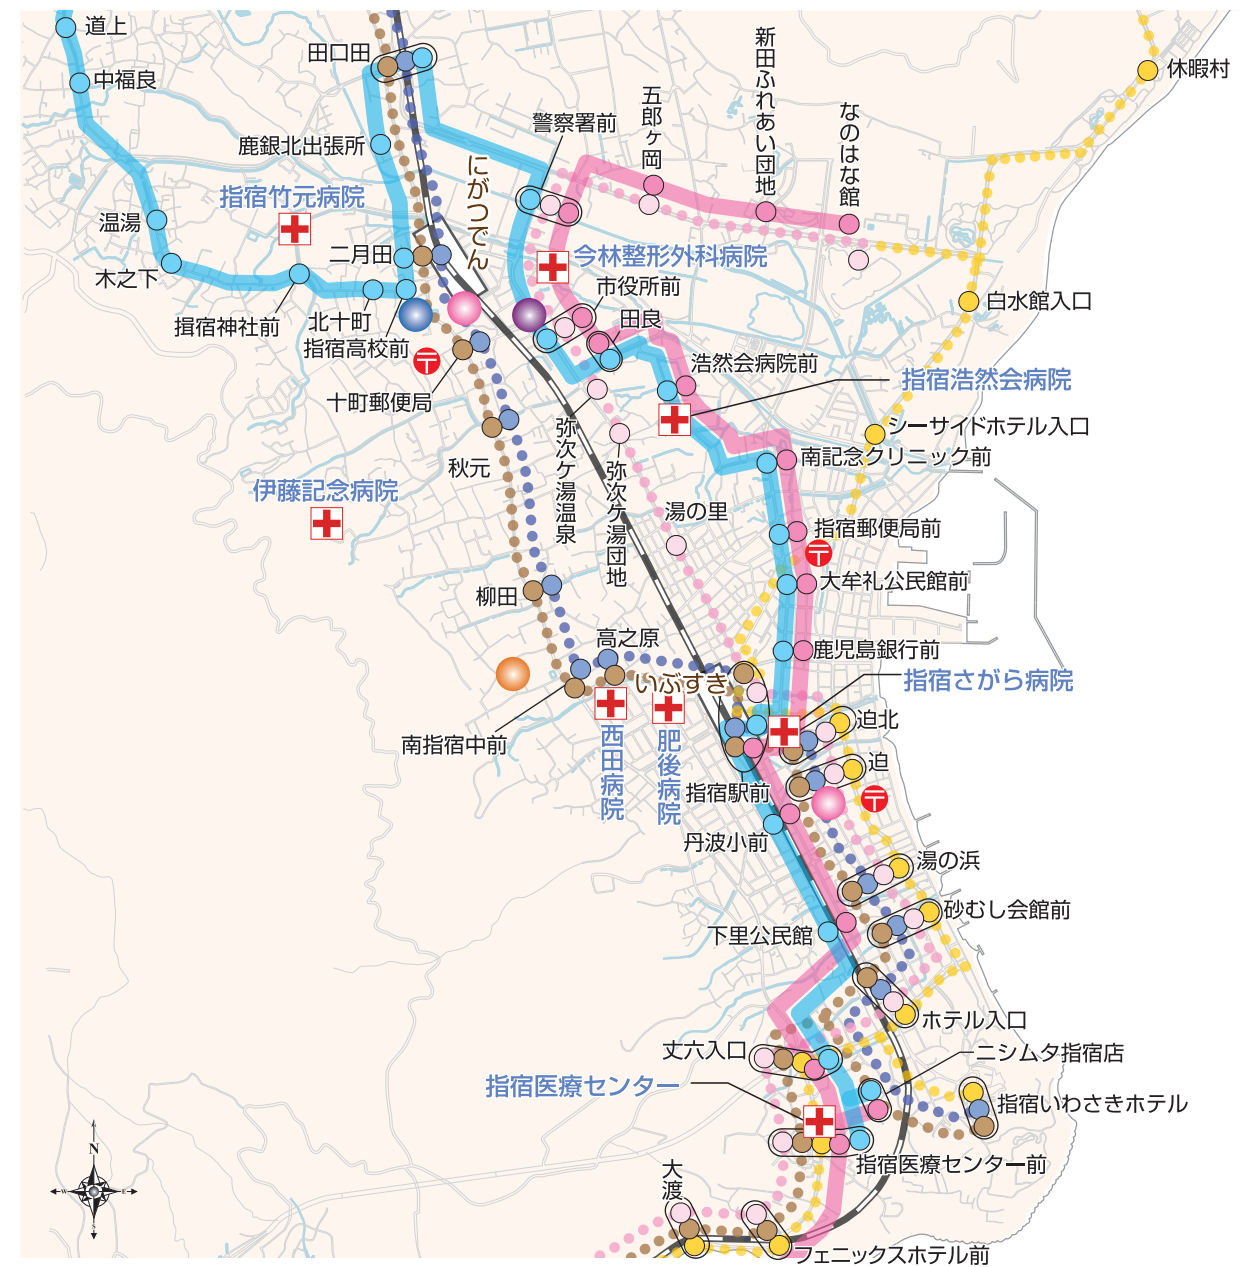 道上
中福良
田口田
鹿銀北出張所
警察署前
五郎ヶ岡
新田ふれあい団地
なのはな館
休暇村
指宿竹元病院
にがつでん
温湯
二月田
木之下
今林整形外科病院
市役所前
白水館入口
揖宿神社前
北十町
指宿高校前
田良
浩然会病院前
指宿浩然会病院
十町郵便局
シーサイドホテル入口
秋元
弥次ケ湯温泉
弥次ケ湯団地
南記念クリニック前
伊藤記念病院
湯の里
指宿郵便局前
大牟礼公民館前
柳田
高之原
鹿児島銀行前
いぶすき
指宿さがら病院
南指宿中前
西田病院
肥後病院
迫北
迫
指宿駅前
丹波小前
湯の浜
砂むし会館前
下里公民館
ホテル入口
丈六入口
ニシムタ指宿店
指宿医療センター
指宿いわさきホテル
指宿医療センター前
大渡
フェニックスホテル前
N
W
E
S